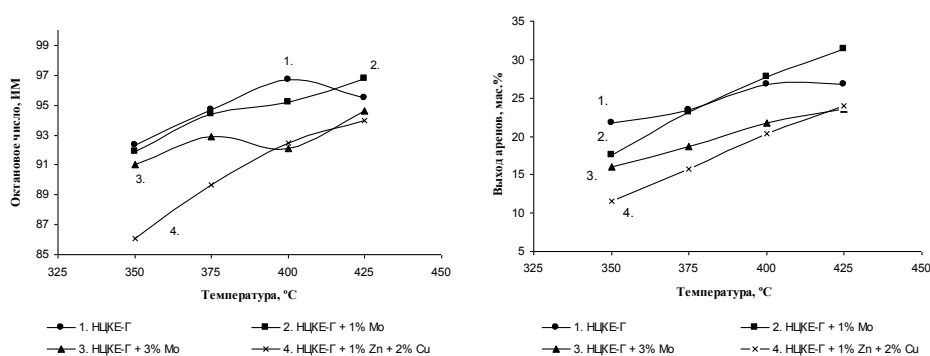 99
97
95
93
91
89
87
85
Октановое число, ИМ
1.
2.
3.
4.
325 350 375 400 425 450
Температура, ºС
1. НЦКЕ-Г 2. НЦКЕ-Г + 1% Mo
3. НЦКЕ-Г + 3% Mo 4. НЦКЕ-Г + 1% Zn + 2% Cu
35
30
25
20
15
10
5
Выход аренов, мас.%
1.
2.
3.
4.
325 350 375 400 425 450
Температура, ºС
1. НЦКЕ-Г 2. НЦКЕ-Г + 1% Mo
3. НЦКЕ-Г + 3% Mo 4. НЦКЕ-Г + 1% Zn + 2% Cu